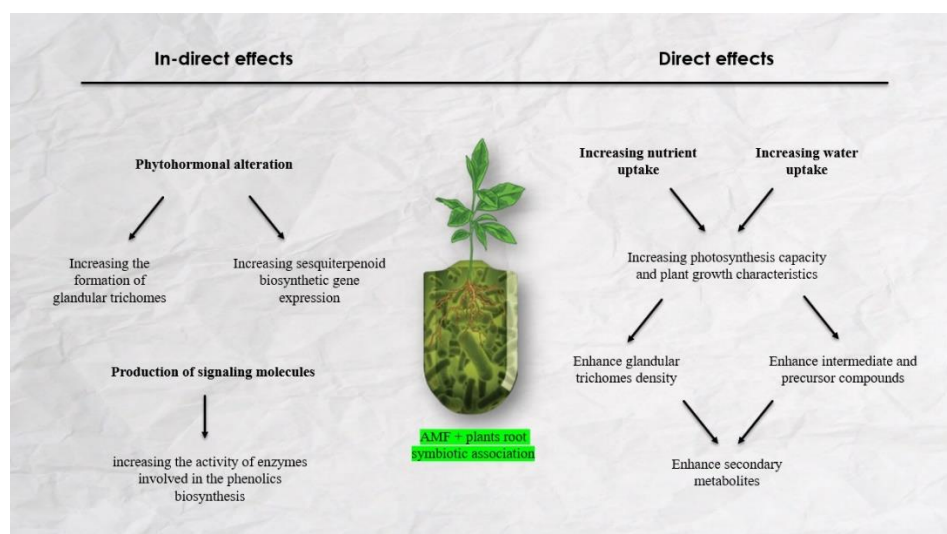 In-direct effects
Phytohormonal alteration
Increasing the
formation of
glandular trichomes
Increasing sesquiterpenoid
biosynthetic gene
expression
Production of signaling molecules
increasing the activity of enzymes
involved in the phenolics
biosynthesis
AMF + plants root
symbiotic association
Direct effects
Increasing nutrient
uptake
Increasing water
uptake
Increasing photosynthesis capacity
and plant growth characteristics
Enhance glandular
trichomes density
Enhance intermediate and
precursor compounds
Enhance secondary
metabolites